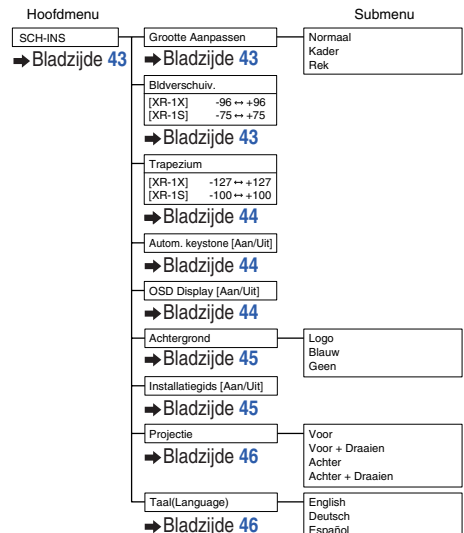 Hoofdmenu
Submenu
SCH-INS
➡Bladzijde 43
Grootte Aanpassen
➡Bladzijde 43
Normaal
Kader
Rek
Bldverschuiv.
[XR-1X] -96 ↔ +96
[XR-1S] -75 ↔ +75
➡Bladzijde 43
Trapezium
[XR-1X] -127 ↔ +127
[XR-1S] -100 ↔ +100
➡Bladzijde 44
Autom. keystone [Aan/Uit]
➡Bladzijde 44
OSD Display [Aan/Uit]
➡Bladzijde 44
Achtergrond
➡Bladzijde 45
Logo
Blauw
Geen
Installatiegids [Aan/Uit]
➡Bladzijde 45
Projectie
➡Bladzijde 46
Voor
Voor + Draaien
Achter
Achter + Draaien
Taal(Language)
➡Bladzijde 46
English
Deutsch
Español